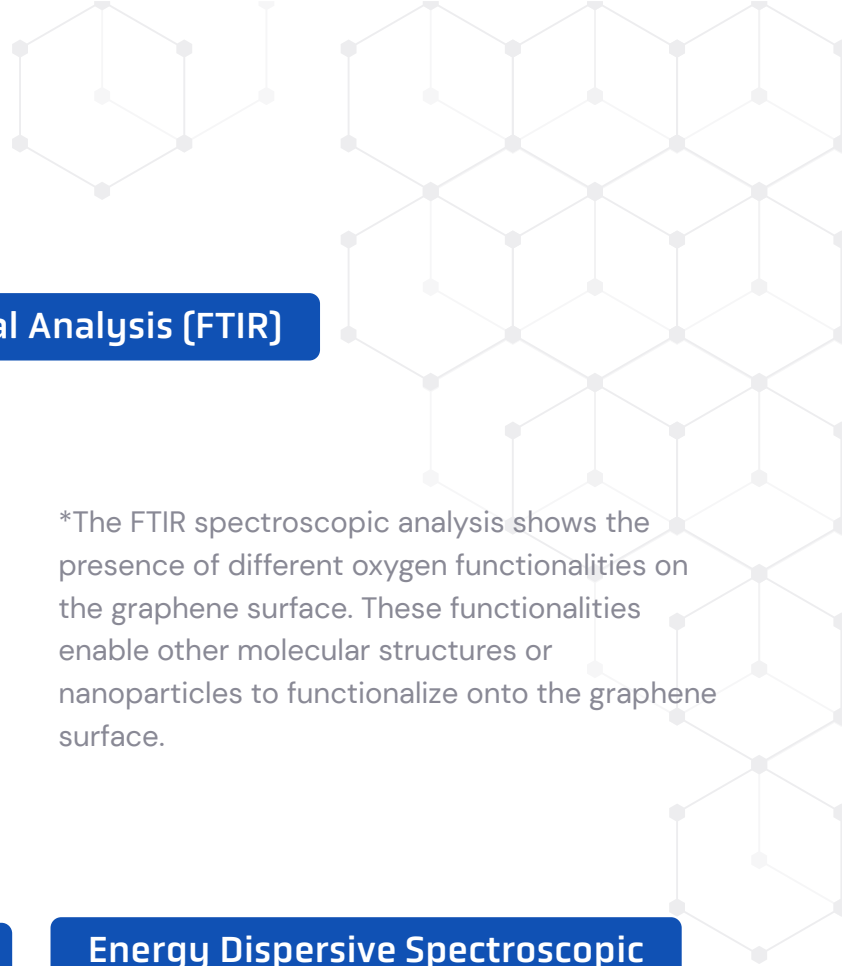 al Analysis (FTIR)
*The FTIR spectroscopic analysis shows the
presence of different oxygen functionalities on
the graphene surface. These functionalities
enable other molecular structures or
nanoparticles to functionalize onto the graphene
surface.
Energy Dispersive Spectroscopic